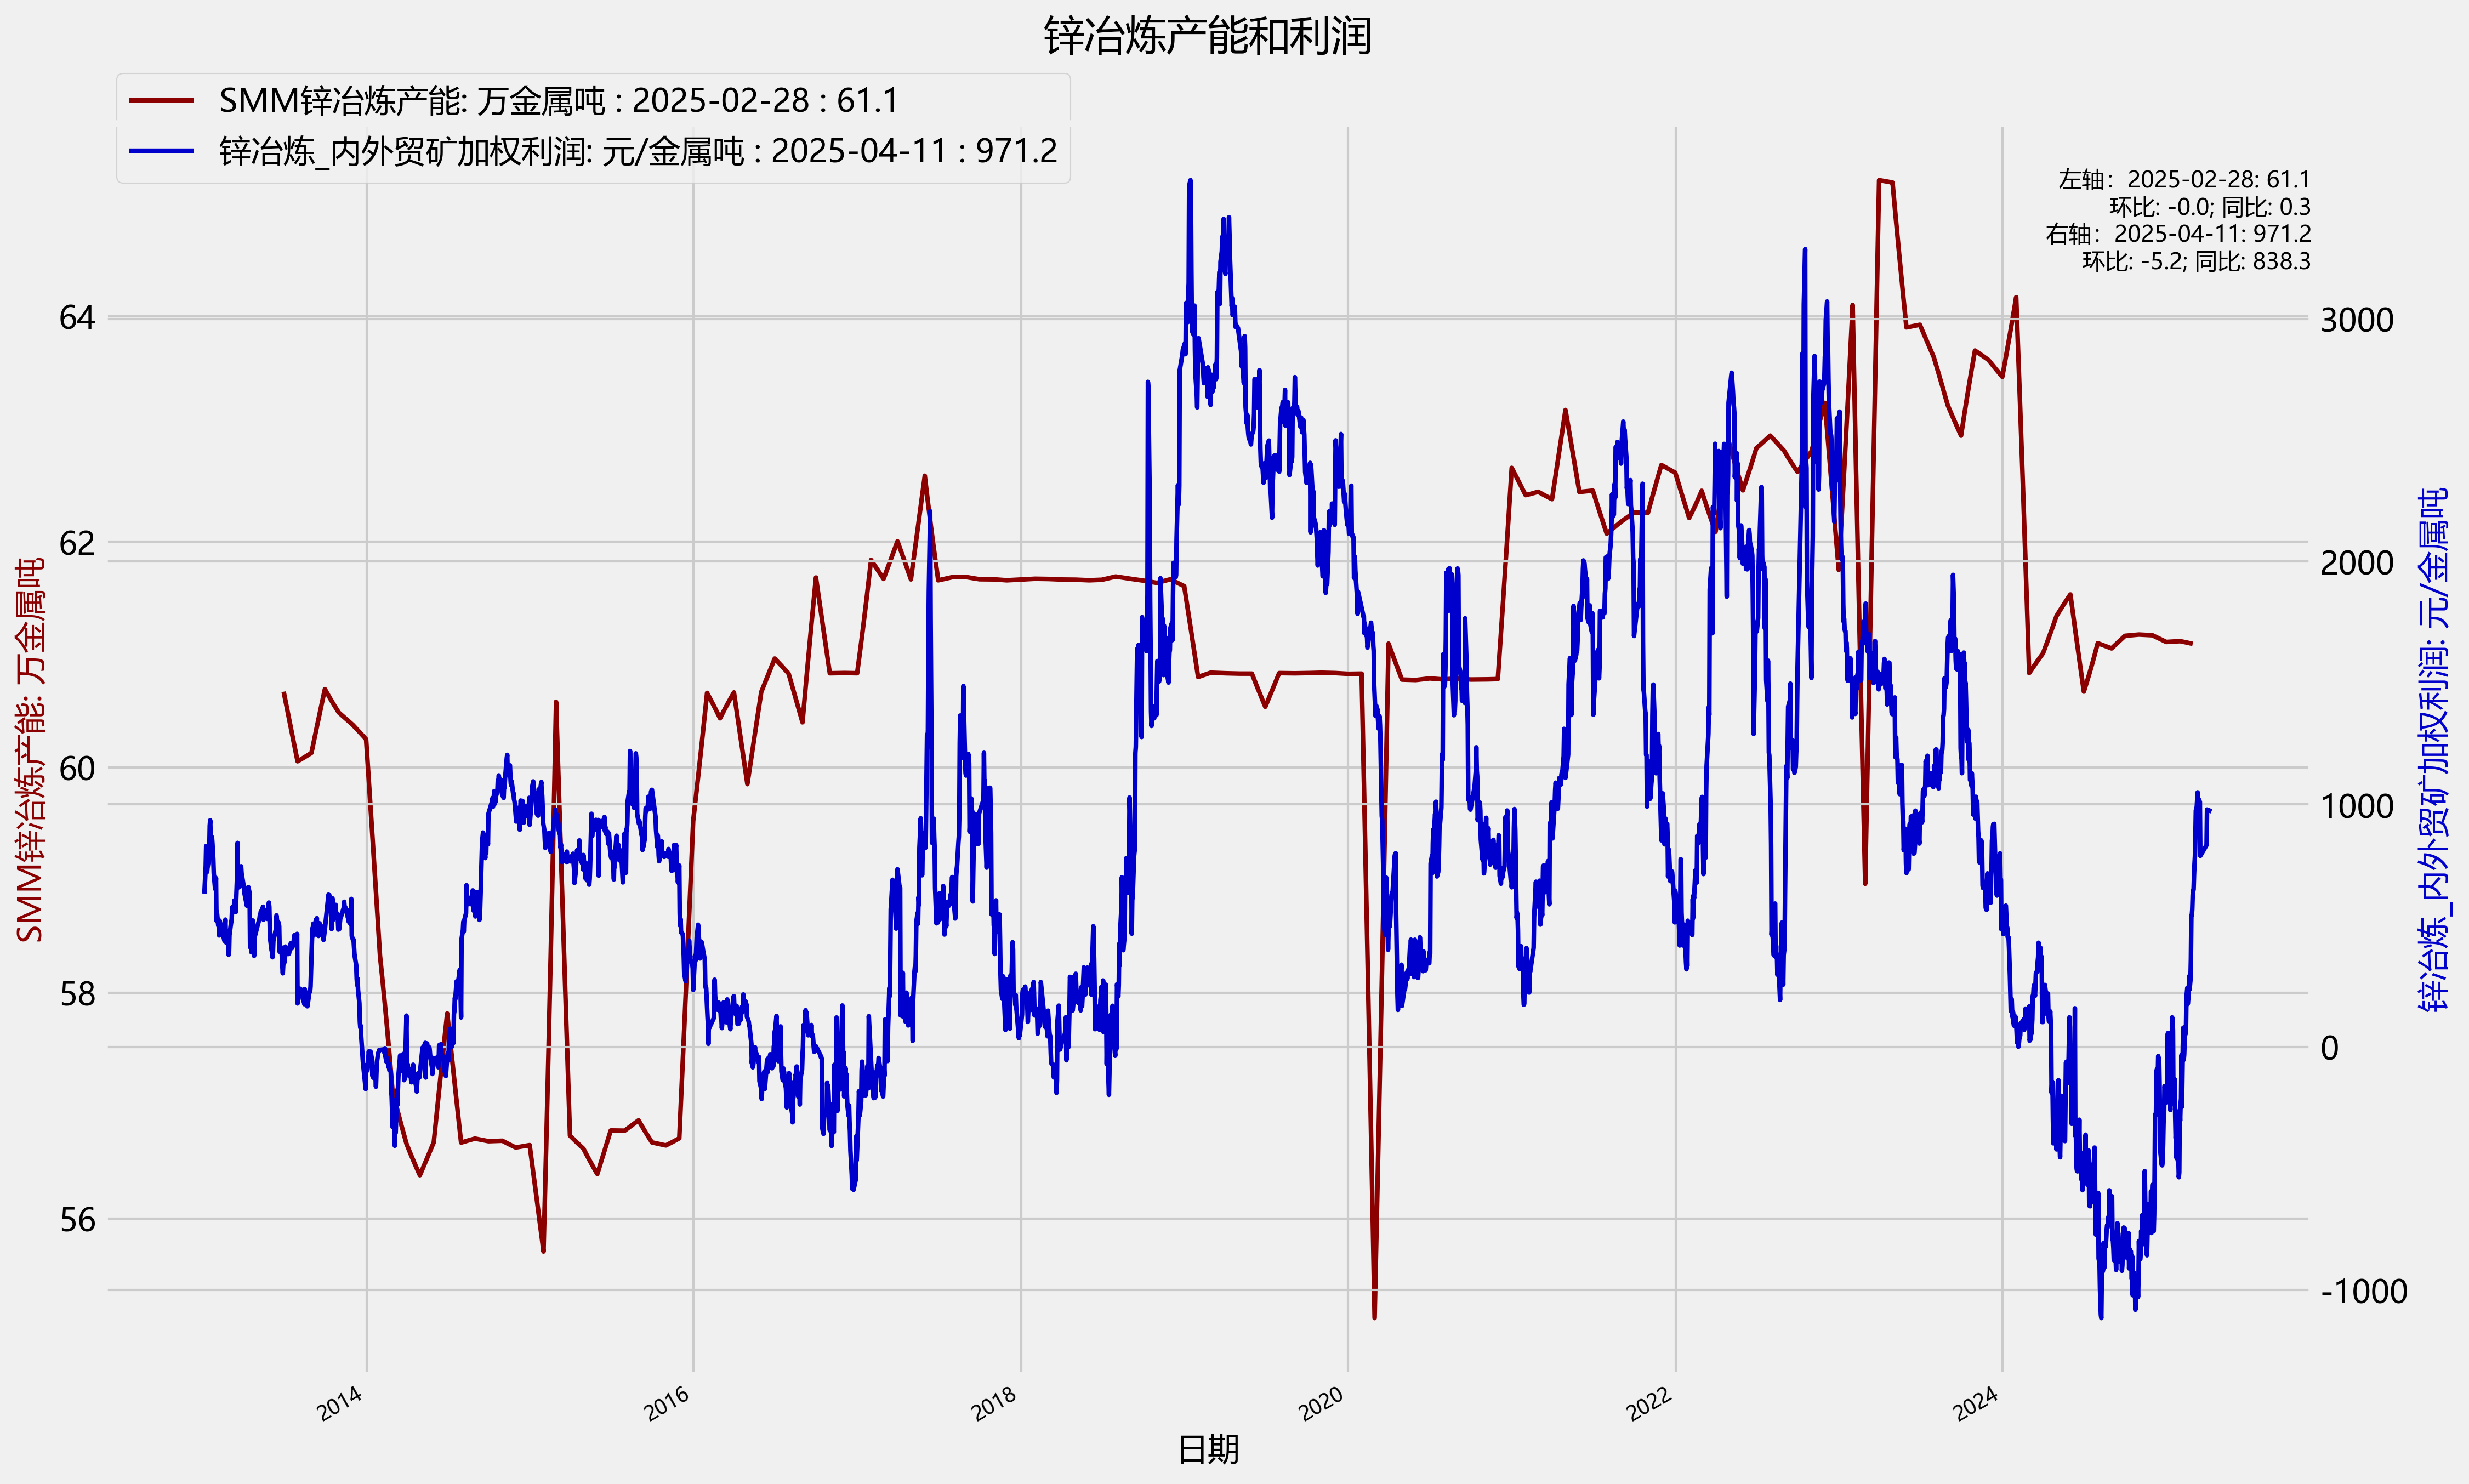 锌冶炼产能和利润
SMM锌冶炼产能: 万金属吨 : 2025-02-28 : 61.1
锌冶炼_内外贸矿加权利润: 元/金属吨 : 2025-04-11 : 971.2
左轴: 2025-02-28: 61.1
环比: -0.0; 同比: 0.3
右轴: 2025-04-11: 971.2
环比: -5.2; 同比: 838.3
64
62
60
58
56
SMM锌冶炼产能: 万金属吨
3000
2000
1000
0
-1000
锌冶炼_内外贸矿加权利润: 元/金属吨
2014
2016
2018
2020
2022
2024
日期